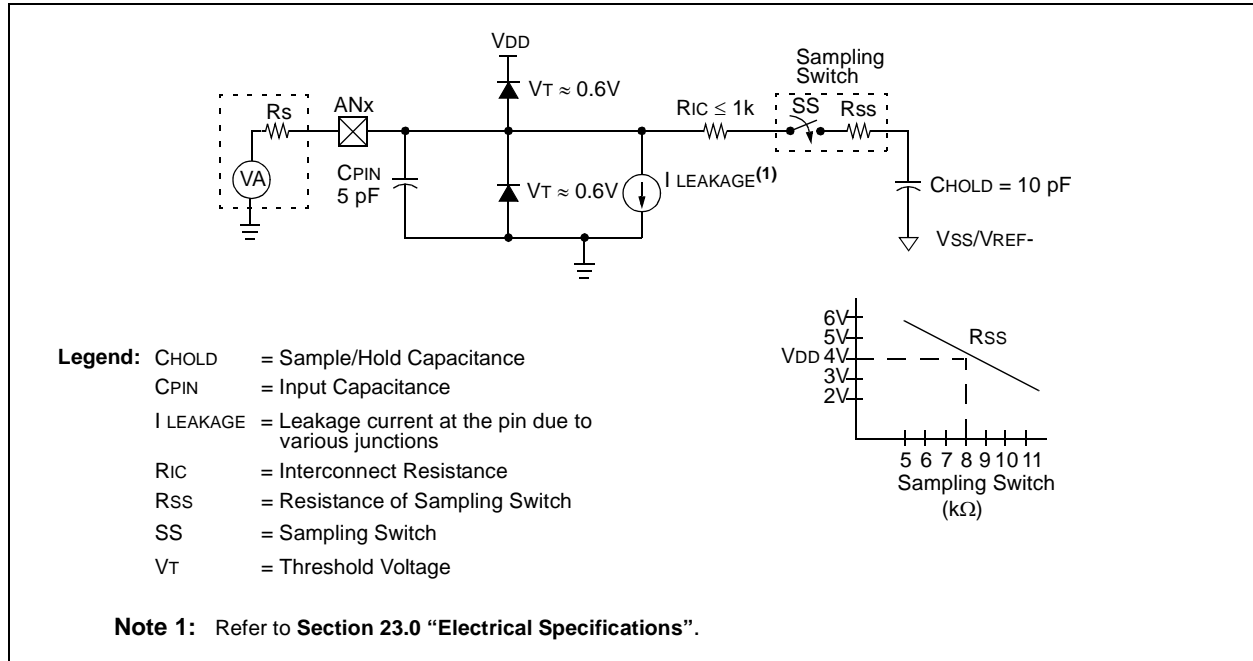 VDD
Sampling
Switch
VT ≈ 0.6V
RS
ANx
RIC ≤ 1k
SS
RSS
VA
CPIN
5 pF
VT ≈ 0.6V
I LEAKAGE(1)
CHOLD = 10 pF
VSS/VREF-
6V
5V
VDD 4V
3V
2V
RSS
5 6 7 8 9 10 11
Sampling Switch
(kΩ)
Legend: CHOLD = Sample/Hold Capacitance
CPIN = Input Capacitance
I LEAKAGE = Leakage current at the pin due to
various junctions
RIC = Interconnect Resistance
RSS = Resistance of Sampling Switch
SS = Sampling Switch
VT = Threshold Voltage
Note 1: Refer to Section 23.0 “Electrical Specifications”.